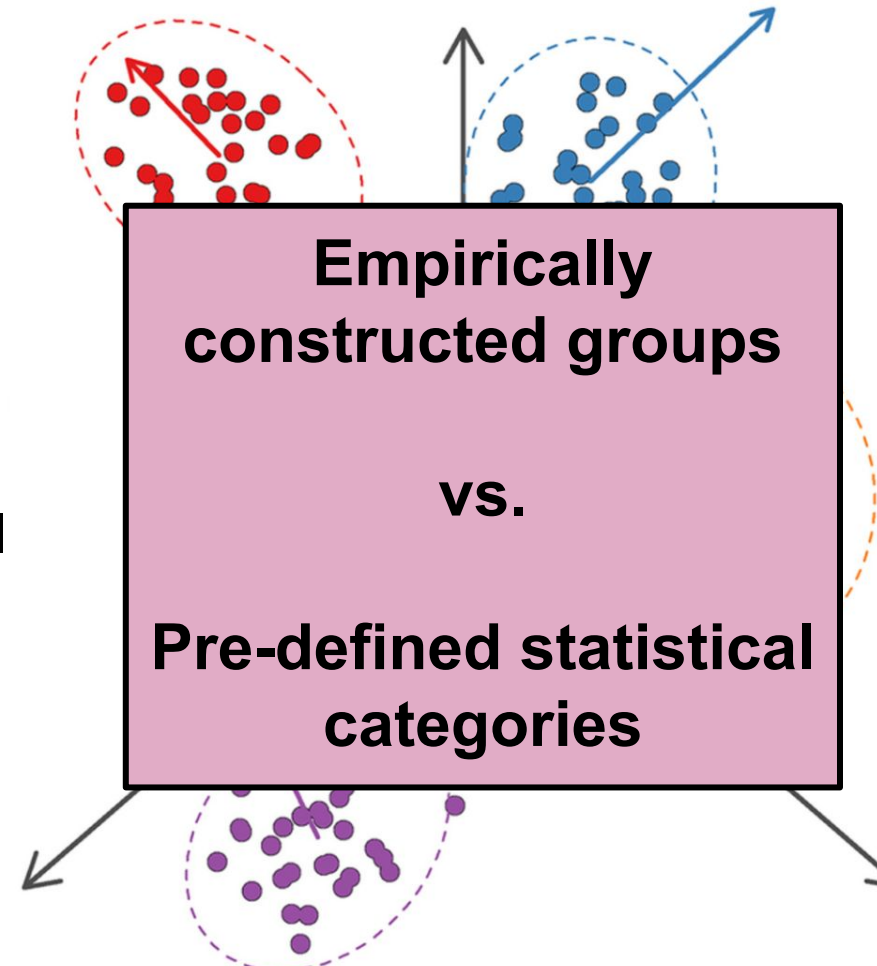 Empirically
constructed groups
vs.
Pre-defined statistical
categories